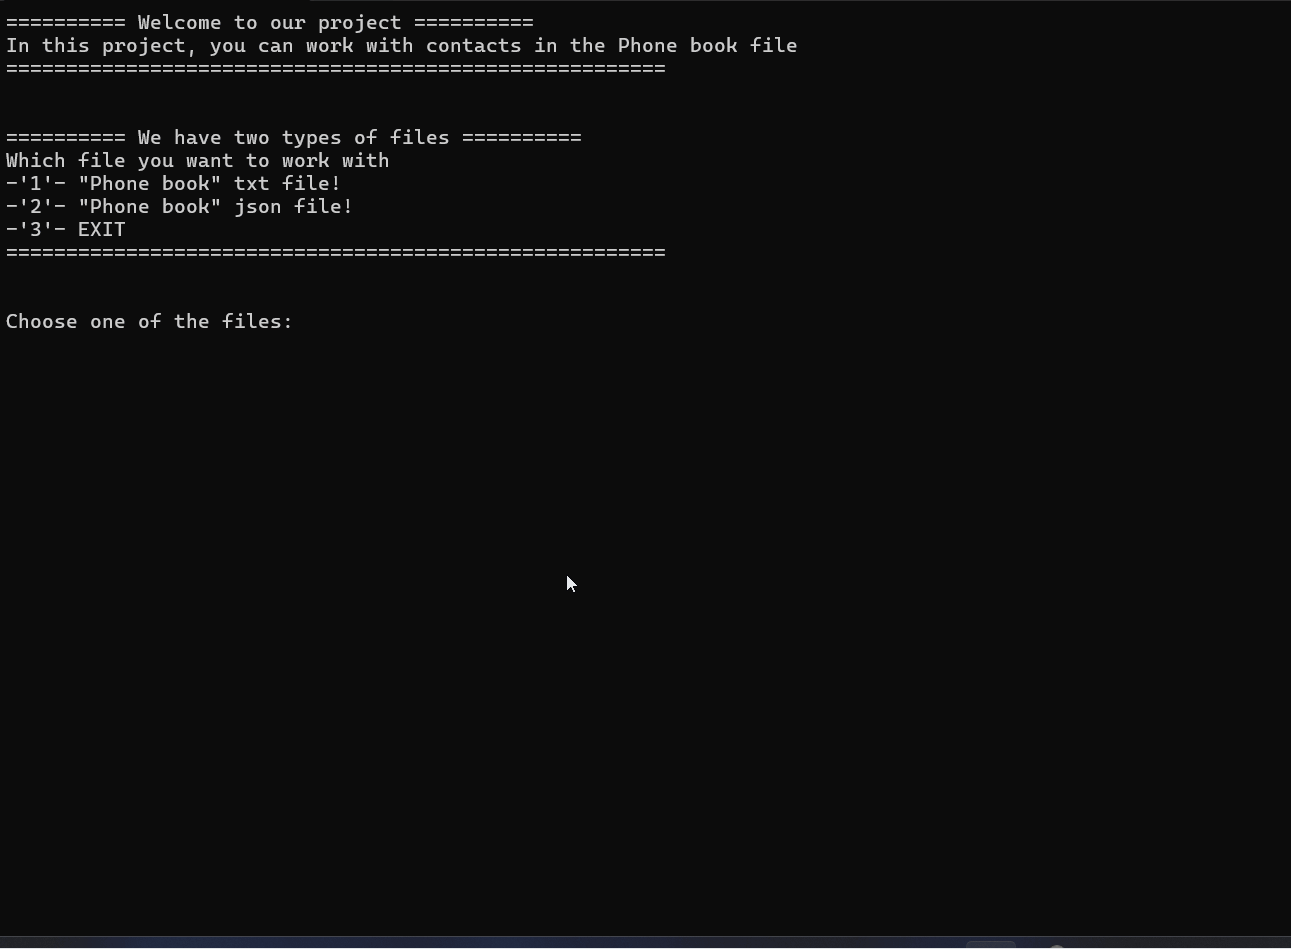 ========== Welcome to our project ==========
In this project, you can work with contacts in the Phone book file
=======================================================
========== We have two types of files ==========
Which file you want to work with
-'1'- "Phone book" txt file!
-'2'- "Phone book" json file!
-'3'- EXIT
=======================================================
Choose one of the files: